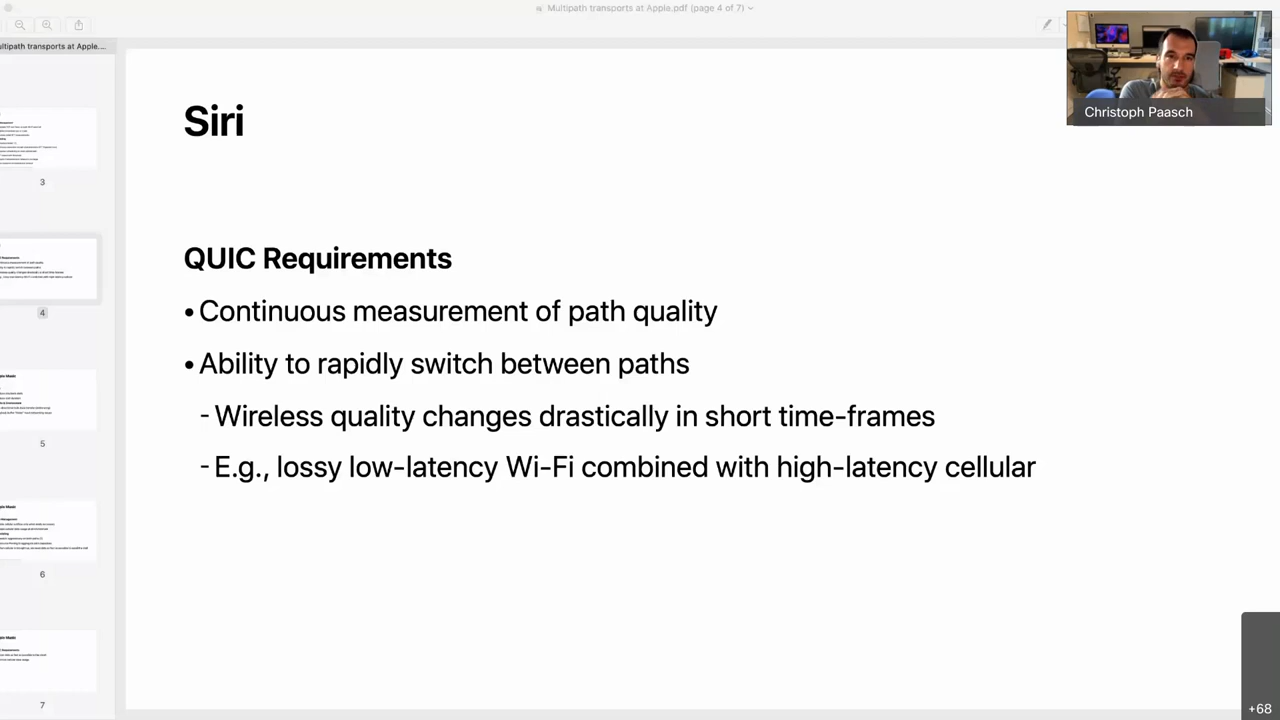 Multipath transports at Apple.pdf (page 4 of 7)
ultipath transports at Apple....
Christoph Paasch
Siri
QUIC Requirements
• Continuous measurement of path quality
• Ability to rapidly switch between paths
- Wireless quality changes drastically in short time-frames
- E.g., lossy low-latency Wi-Fi combined with high-latency cellular
3
4
5
6
7
+68